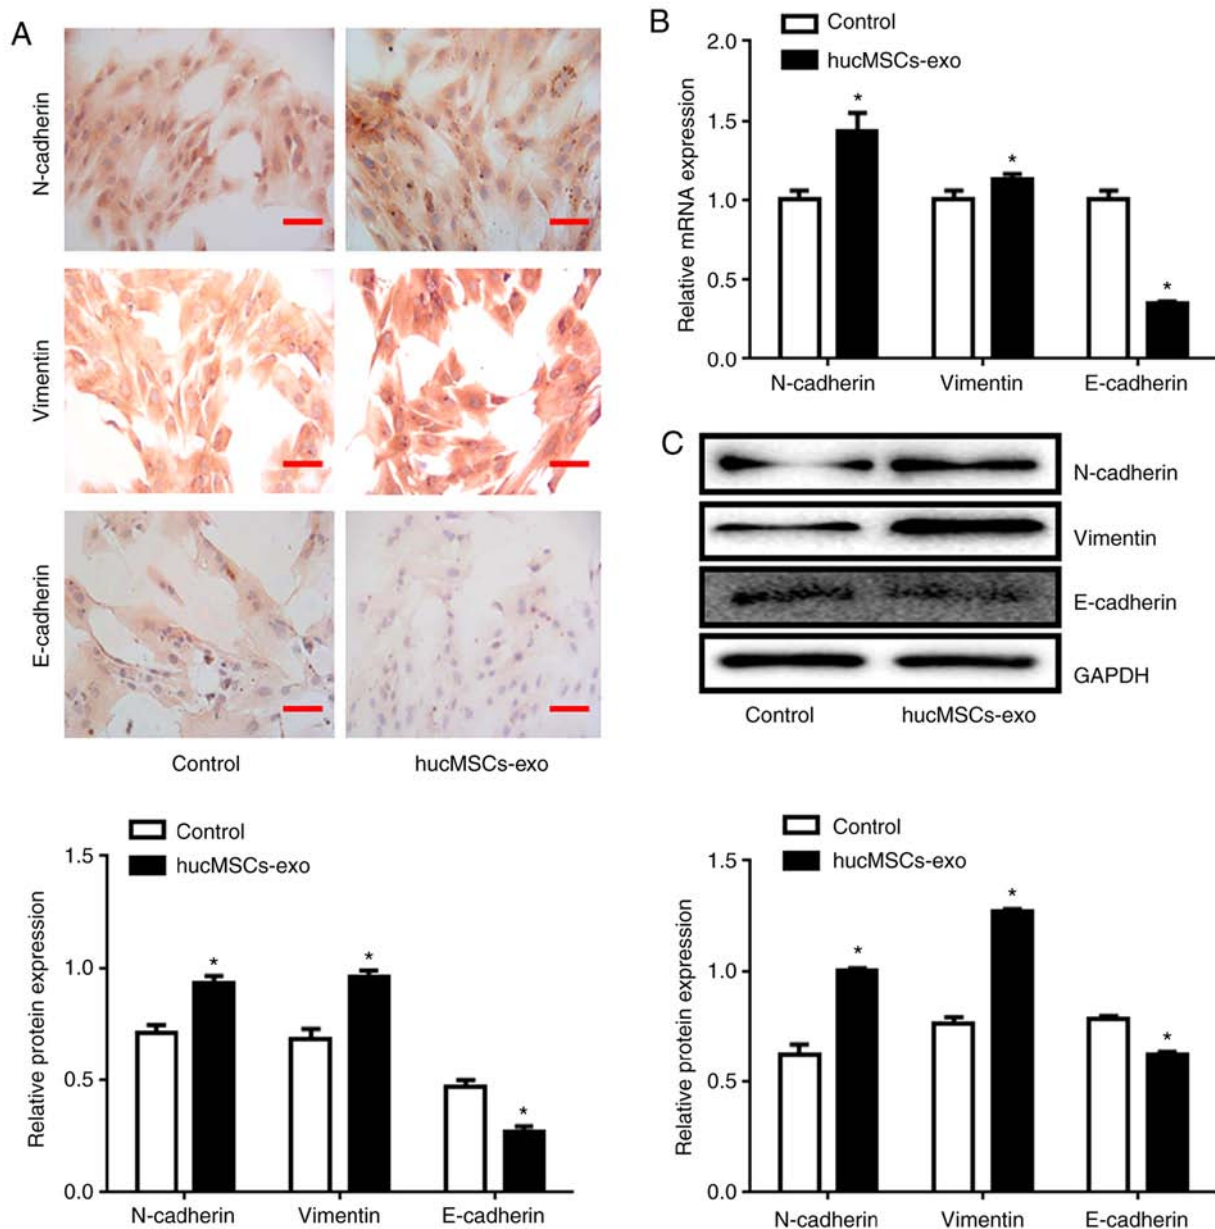 A
N-cadherin
Vimentin
E-cadherin
Control
hucMSCs-exo
B
Control
hucMSCs-exo
Relative mRNA expression
2.0
1.5
1.0
0.5
0.0
*
*
*
N-cadherin
Vimentin
E-cadherin
C
N-cadherin
Vimentin
E-cadherin
GAPDH
Control
hucMSCs-exo
Control
hucMSCs-exo
Relative protein expression
1.5
1.0
0.5
0.0
*
*
*
N-cadherin
Vimentin
E-cadherin
Control
hucMSCs-exo
Relative protein expression
1.5
1.0
0.5
0.0
*
*
*
N-cadherin
Vimentin
E-cadherin